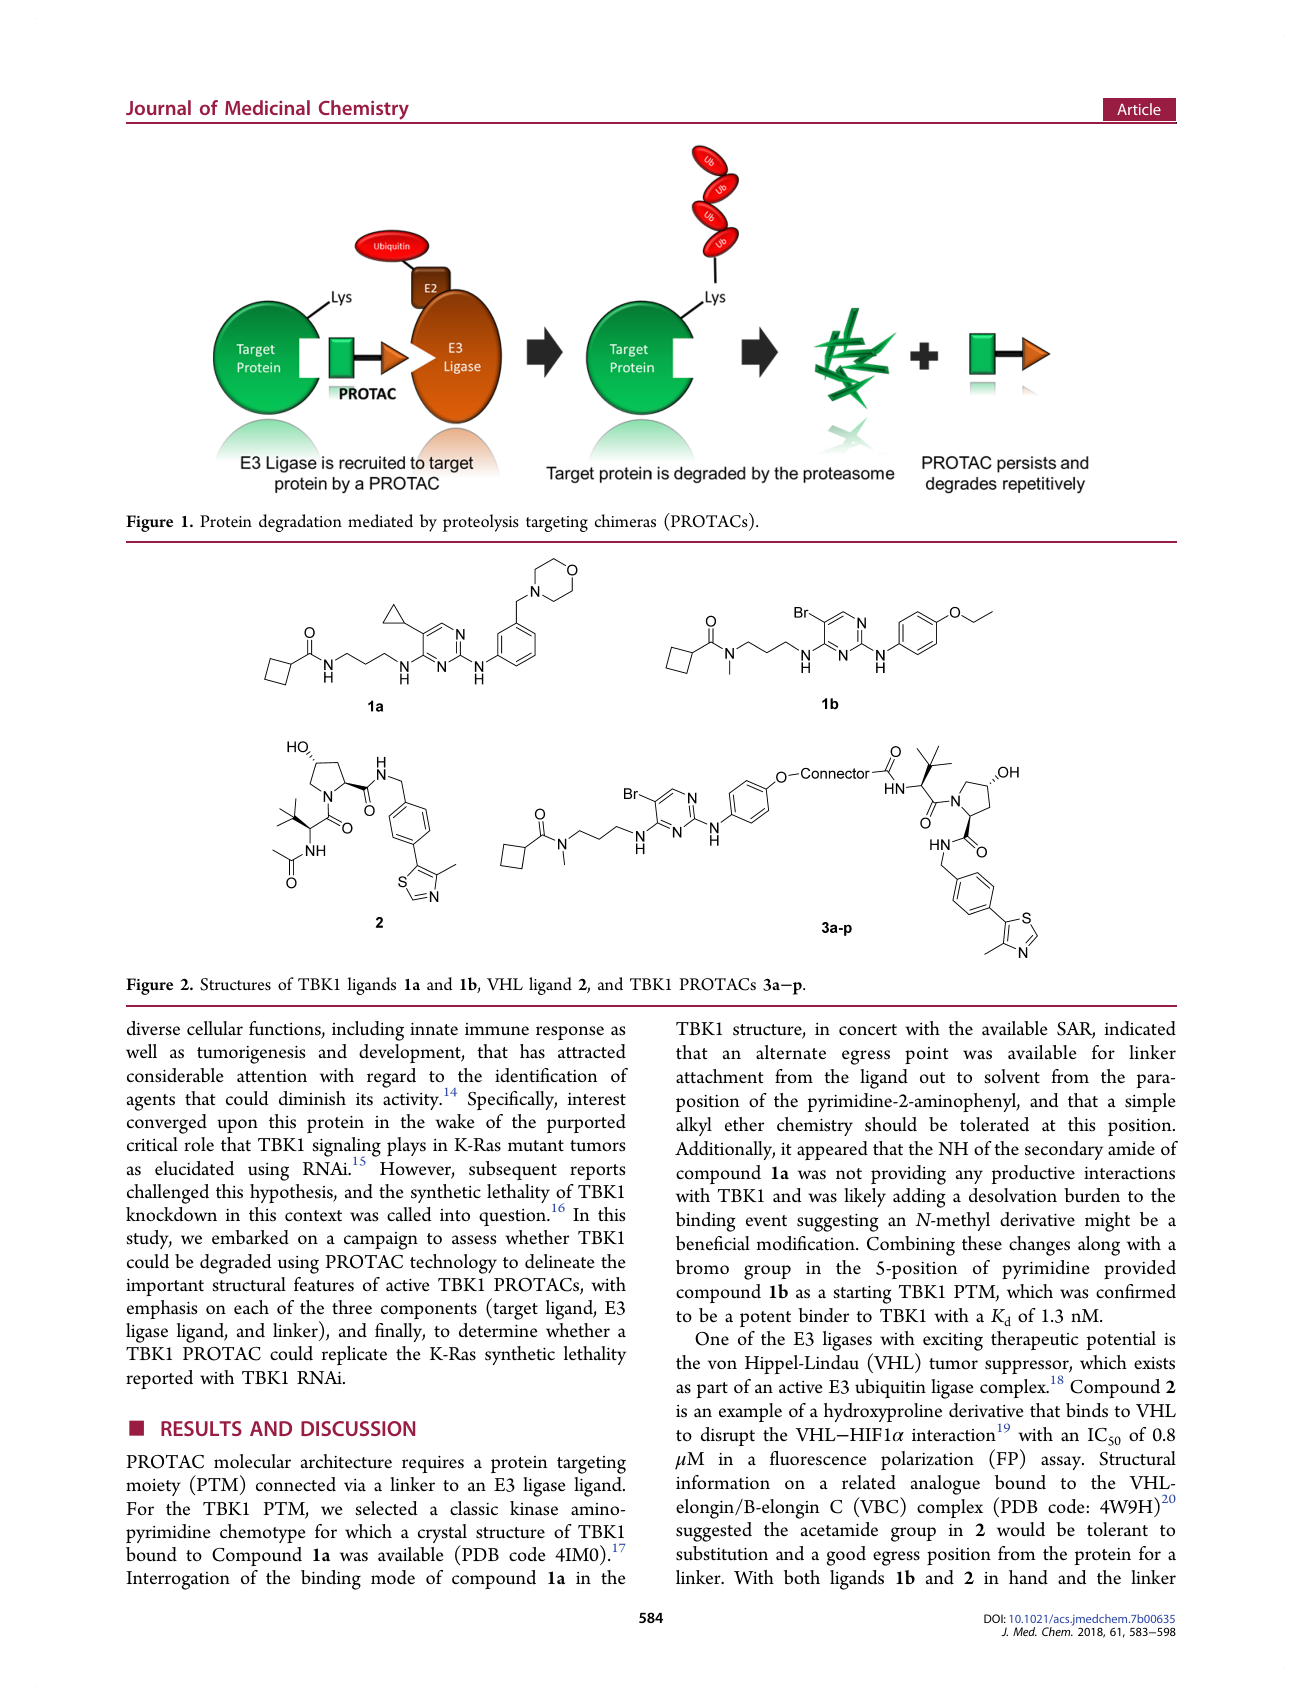 Journal of Medicinal Chemistry
Article
Ub
Ub
Ub
Ub
Ubiquitin
E2
Lys
Lys
Target
Protein
PROTAC
E3
Ligase
Target
Protein
E3 Ligase is recruited to target
protein by a PROTAC
Target protein is degraded by the proteasome
PROTAC persists and
degrades repetitively
Figure 1. Protein degradation mediated by proteolysis targeting chimeras (PROTACs).
O
N
O
N
H
N
H
N
N
N
H
1a
O
N
Br
N
H
N
N
N
H
O
1b
HO
N
H
N
O
O
NH
O
S
N
2
O
N
Br
N
H
N
N
N
H
O
Connector
O
HN
O
N
OH
HN
O
S
N
3a-p
Figure 2. Structures of TBK1 ligands 1a and 1b, VHL ligand 2, and TBK1 PROTACs 3a−p.
diverse cellular functions, including innate immune response as
well as tumorigenesis and development, that has attracted
considerable attention with regard to the identification of
agents that could diminish its activity.14 Specifically, interest
converged upon this protein in the wake of the purported
critical role that TBK1 signaling plays in K-Ras mutant tumors
as elucidated using RNAi.15 However, subsequent reports
challenged this hypothesis, and the synthetic lethality of TBK1
knockdown in this context was called into question.16 In this
study, we embarked on a campaign to assess whether TBK1
could be degraded using PROTAC technology to delineate the
important structural features of active TBK1 PROTACs, with
emphasis on each of the three components (target ligand, E3
ligase ligand, and linker), and finally, to determine whether a
TBK1 PROTAC could replicate the K-Ras synthetic lethality
reported with TBK1 RNAi.
■ RESULTS AND DISCUSSION
PROTAC molecular architecture requires a protein targeting
moiety (PTM) connected via a linker to an E3 ligase ligand.
For the TBK1 PTM, we selected a classic kinase amino-
pyrimidine chemotype for which a crystal structure of TBK1
bound to Compound 1a was available (PDB code 4IM0).17
Interrogation of the binding mode of compound 1a in the
TBK1 structure, in concert with the available SAR, indicated
that an alternate egress point was available for linker
attachment from the ligand out to solvent from the para-
position of the pyrimidine-2-aminophenyl, and that a simple
alkyl ether chemistry should be tolerated at this position.
Additionally, it appeared that the NH of the secondary amide of
compound 1a was not providing any productive interactions
with TBK1 and was likely adding a desolvation burden to the
binding event suggesting an N-methyl derivative might be a
beneficial modification. Combining these changes along with a
bromo group in the 5-position of pyrimidine provided
compound 1b as a starting TBK1 PTM, which was confirmed
to be a potent binder to TBK1 with a Kd of 1.3 nM.
One of the E3 ligases with exciting therapeutic potential is
the von Hippel-Lindau (VHL) tumor suppressor, which exists
as part of an active E3 ubiquitin ligase complex.18 Compound 2
is an example of a hydroxyproline derivative that binds to VHL
to disrupt the VHL−HIF1α interaction19 with an IC50 of 0.8
μM in a fluorescence polarization (FP) assay. Structural
information on a related analogue bound to the VHL-
elongin/B-elongin C (VBC) complex (PDB code: 4W9H)20
suggested the acetamide group in 2 would be tolerant to
substitution and a good egress position from the protein for a
linker. With both ligands 1b and 2 in hand and the linker
584
DOI: 10.1021/acs.jmedchem.7b00635
J. Med. Chem. 2018, 61, 583−598